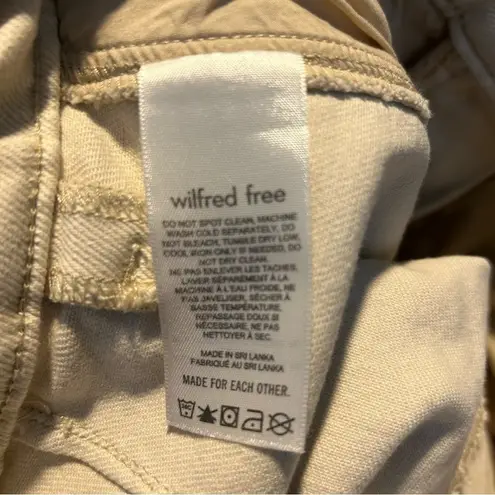 wilfred free
DO NOT SPOT CLEAN, MACHINE
WASH COLD SEPARATELY, DO
NOT BLEACH, TUMBLE DRY LOW,
COOL IRON ONLY IF NEEDED, DO
NOT DRY CLEAN.
NE PAS ENLEVER LES TACHES,
LAVER SÉPARÉMENT À LA
MACHINE À L'EAU FROIDE, NE
PAS JAVELISER, SÉCHER À
BASSE TEMPÉRATURE,
REPASSAGE DOUX SI
NÉCESSAIRE, NE PAS
NETTOYER À SEC.
MADE IN SRI LANKA
FABRIQUÉ AU SRI LANKA
MADE FOR EACH OTHER.